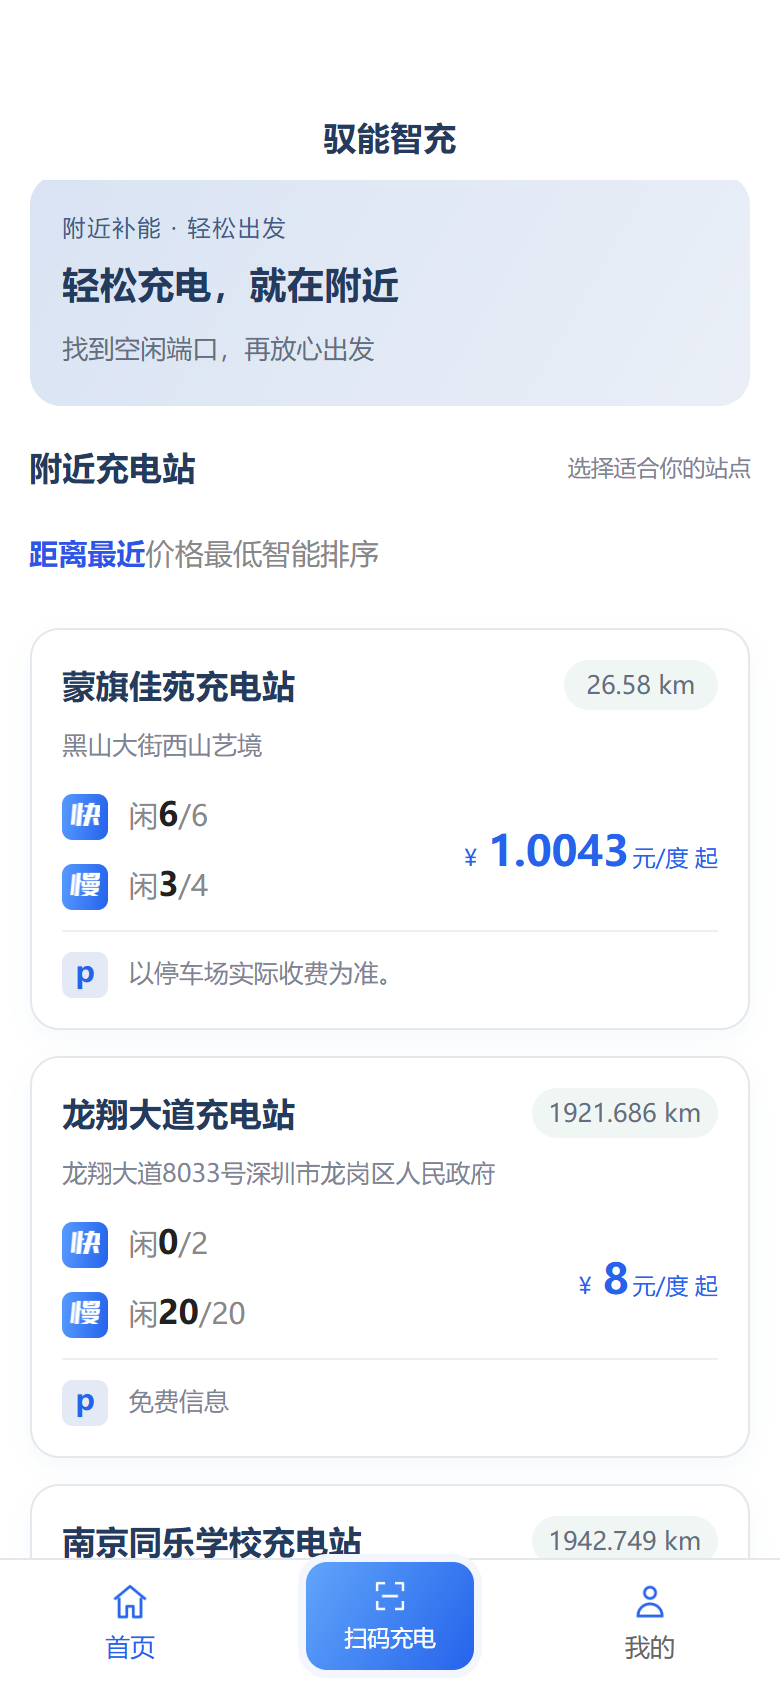 驭能智充
附近补能 · 轻松出发
轻松充电，就在附近
找到空闲端口，再放心出发
附近充电站
选择适合你的站点
距离最近价格最低智能排序
蒙旗佳苑充电站
26.58 km
黑山大街西山艺境
快 闲6/6
慢 闲3/4
¥ 1.0043元/度 起
p 以停车场实际收费为准。
龙翔大道充电站
1921.686 km
龙翔大道8033号深圳市龙岗区人民政府
快 闲0/2
慢 闲20/20
¥ 8元/度 起
p 免费信息
南京同乐学校充电站
1942.749 km
首页
扫码充电
我的